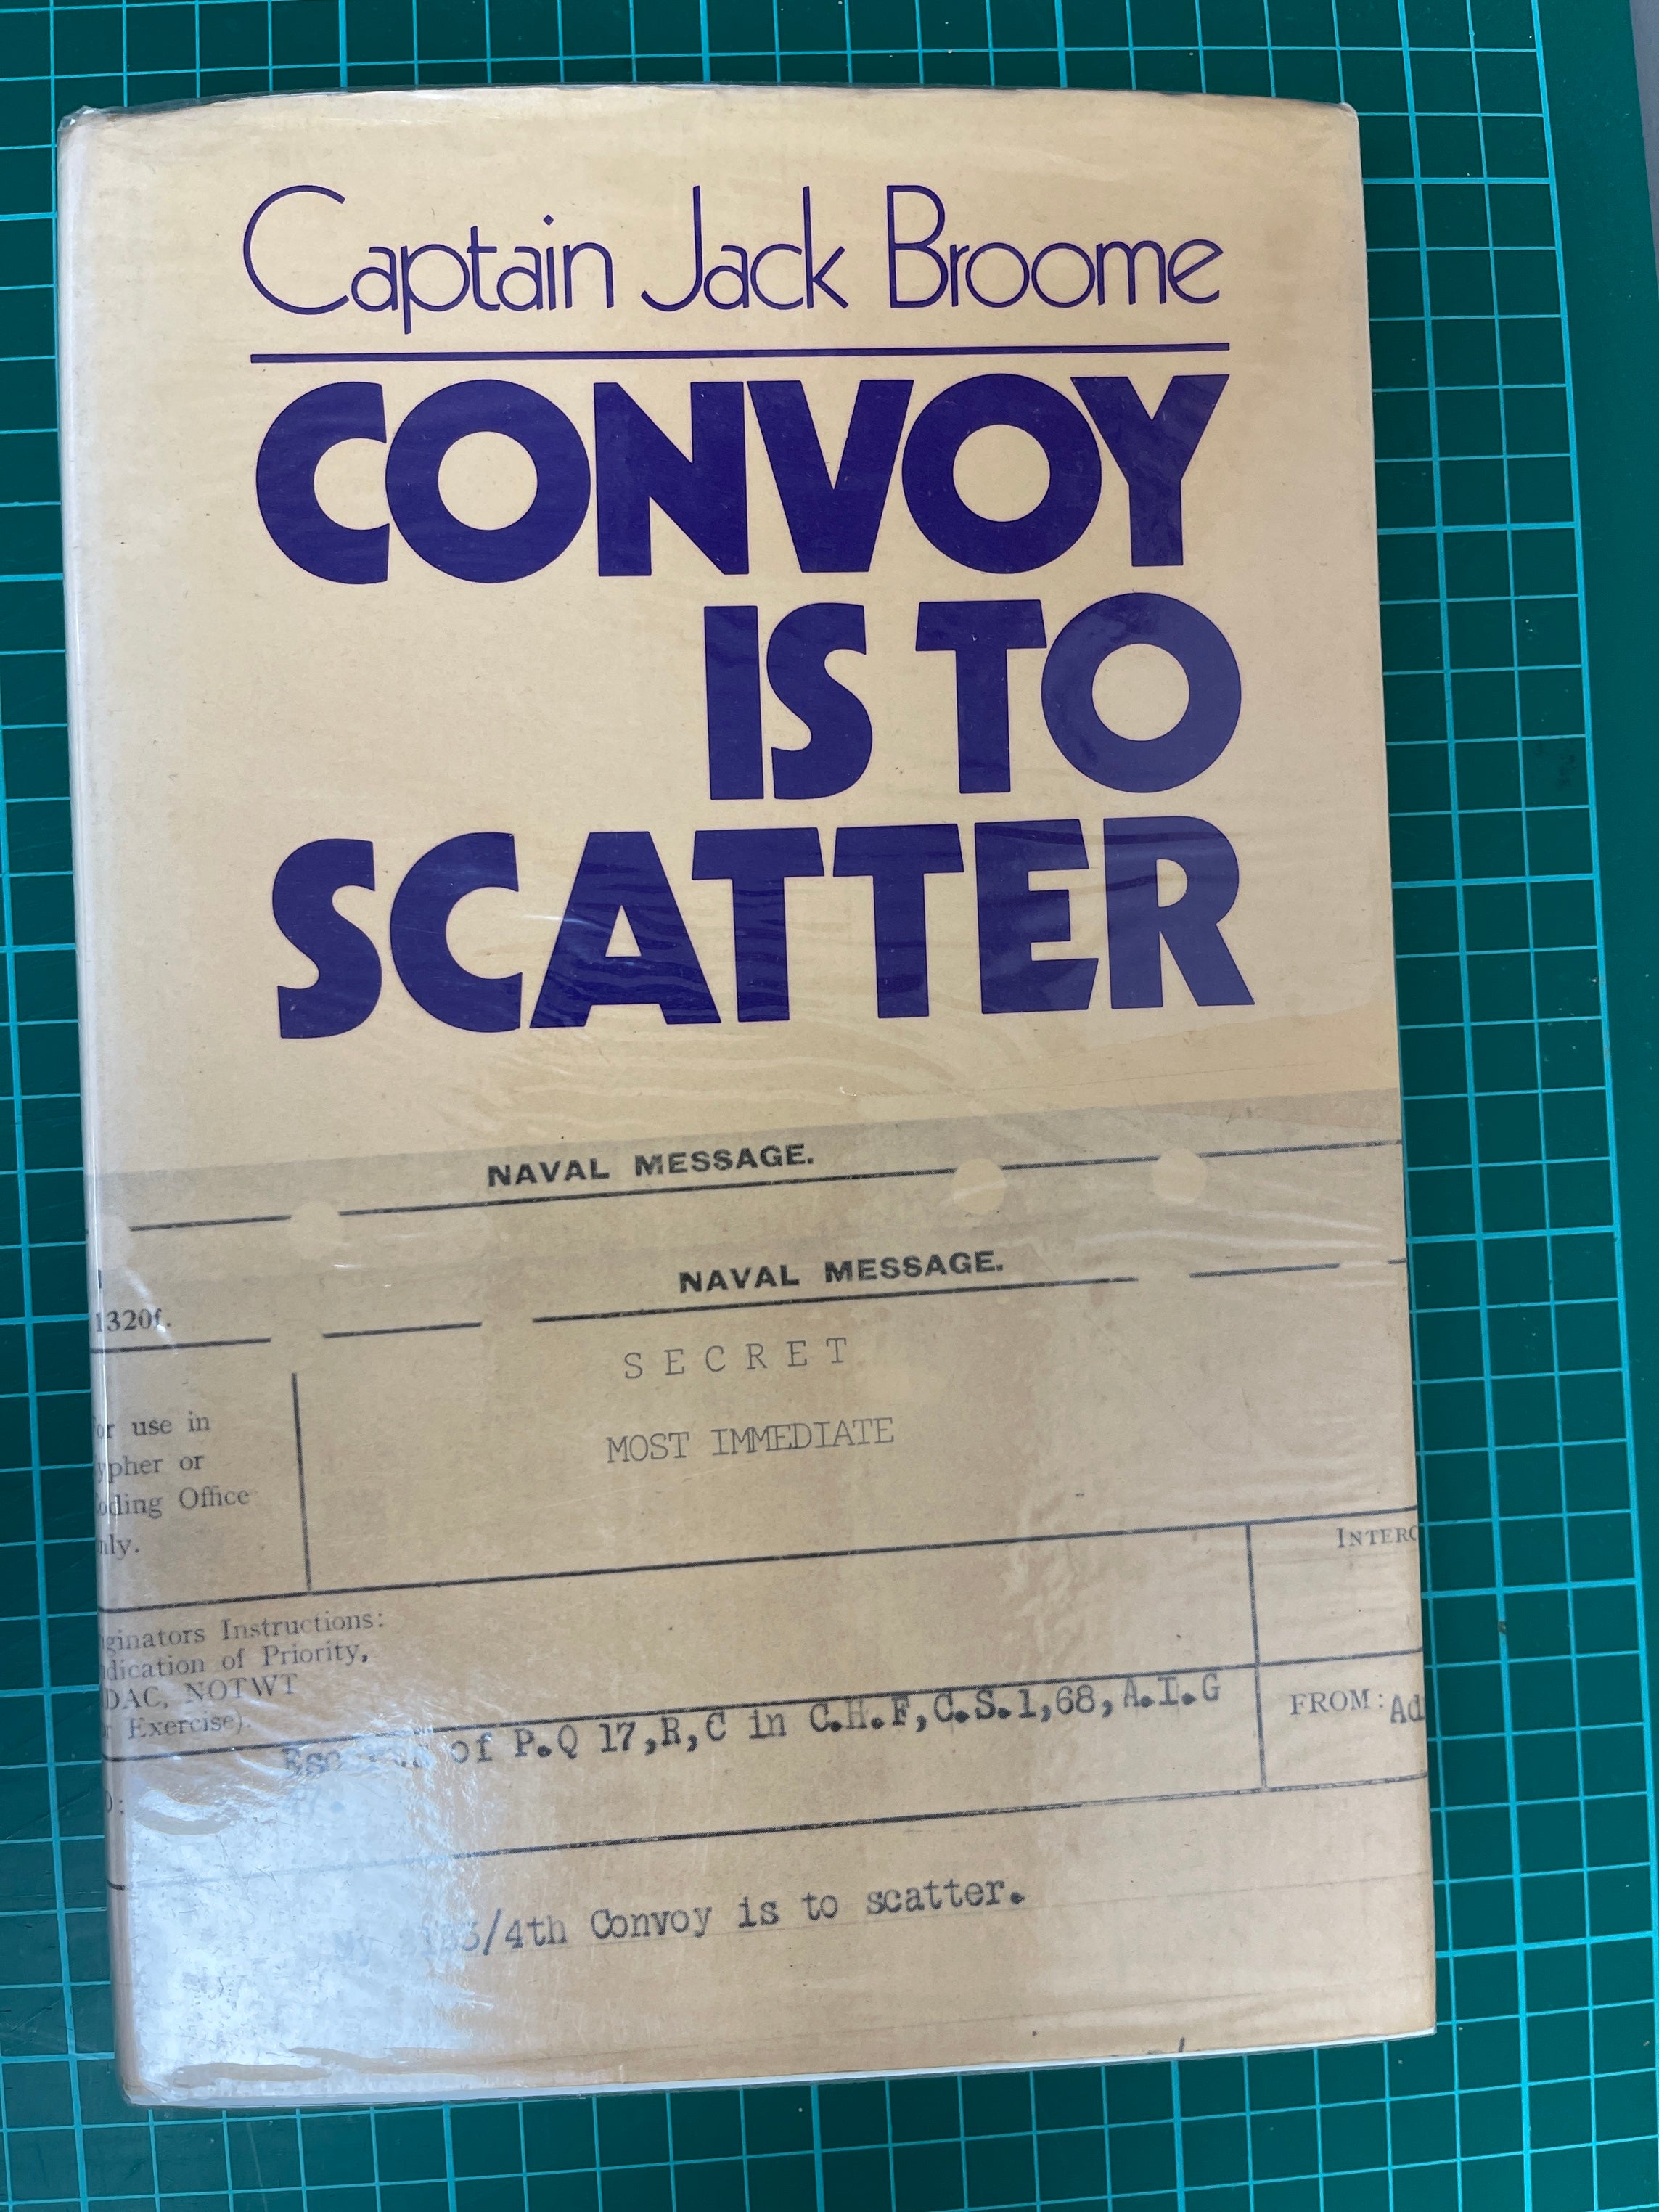 Captain Jack Broome
CONVOY
IS TO
SCATTER
NAVAL MESSAGE.
NAVAL MESSAGE.
1320f.
SECRET
MOST IMMEDIATE
or use in
ypher or
oding Office
nly.
INTERC
ginators Instructions:
dication of Priority,
DAC, NOTWT
r Exercise).
of P.Q 17,R,C in C.H.F,C.S.1,68,A.I.G
FROM: Ad
/4th Convoy is to scatter.